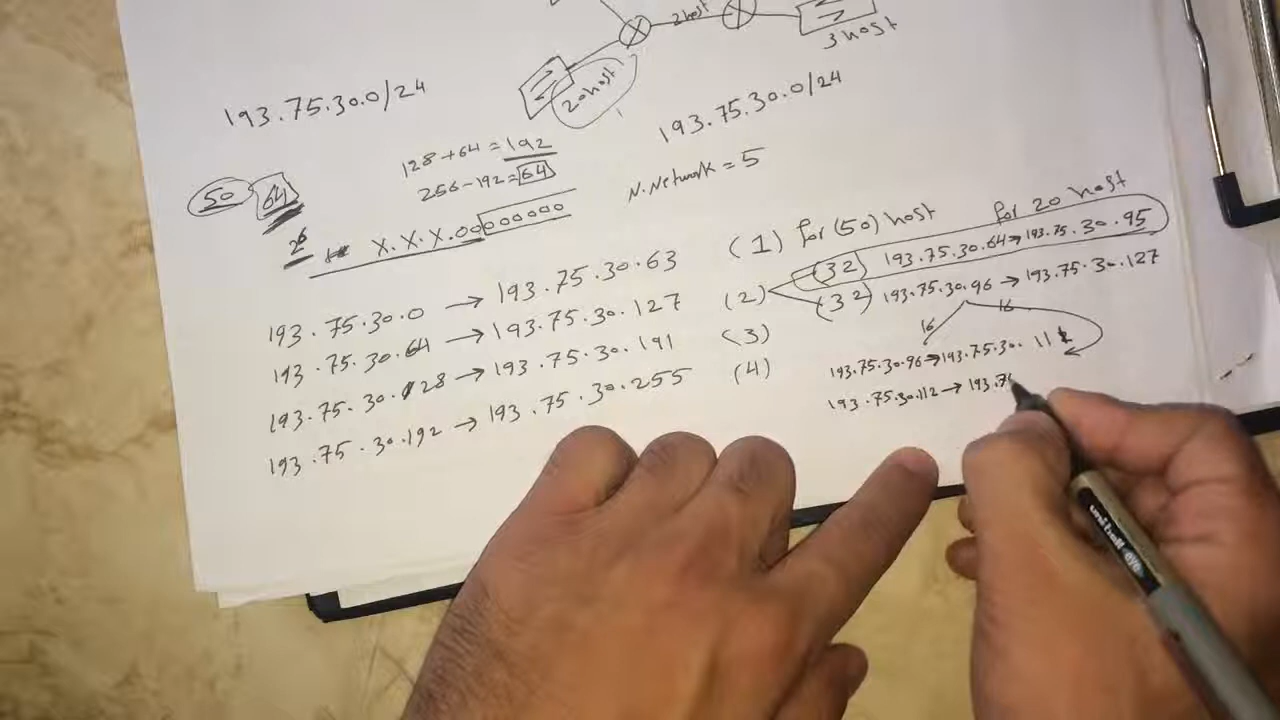 2 host
3 host
20 host
193.75.30.0/24
193.75.30.0/24
128+64=192
256-192=64
N.Network = 5
50 64
2⁶
X.X.X.00000000
193.75.30.0 → 193.75.30.63 (1) for (50) host
193.75.30.64 → 193.75.30.127 (2)
193.75.30.128 → 193.75.30.191 (3)
193.75.30.192 → 193.75.30.255 (4)
for 20 host
(32) 193.75.30.64 → 193.75.30.95
(32) 193.75.30.96 → 193.75.30.127
16 16
193.75.30.96 → 193.75.30.11
193.75.30.112 → 193.7
uniball eye